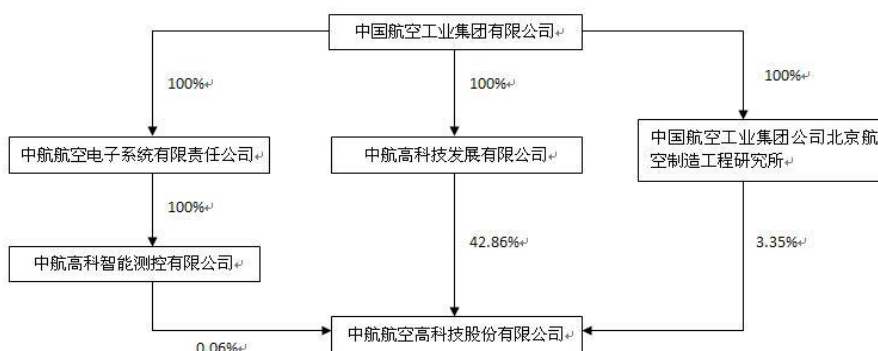 中国航空工业集团有限公司
100%
100%
100%
中航航空电子系统有限责任公司
中航高科技发展有限公司
中国航空工业集团公司北京航
空制造工程研究所
100%
42.86%
3.35%
中航高科智能测控有限公司
中航航空高科技股份有限公司
0.06%